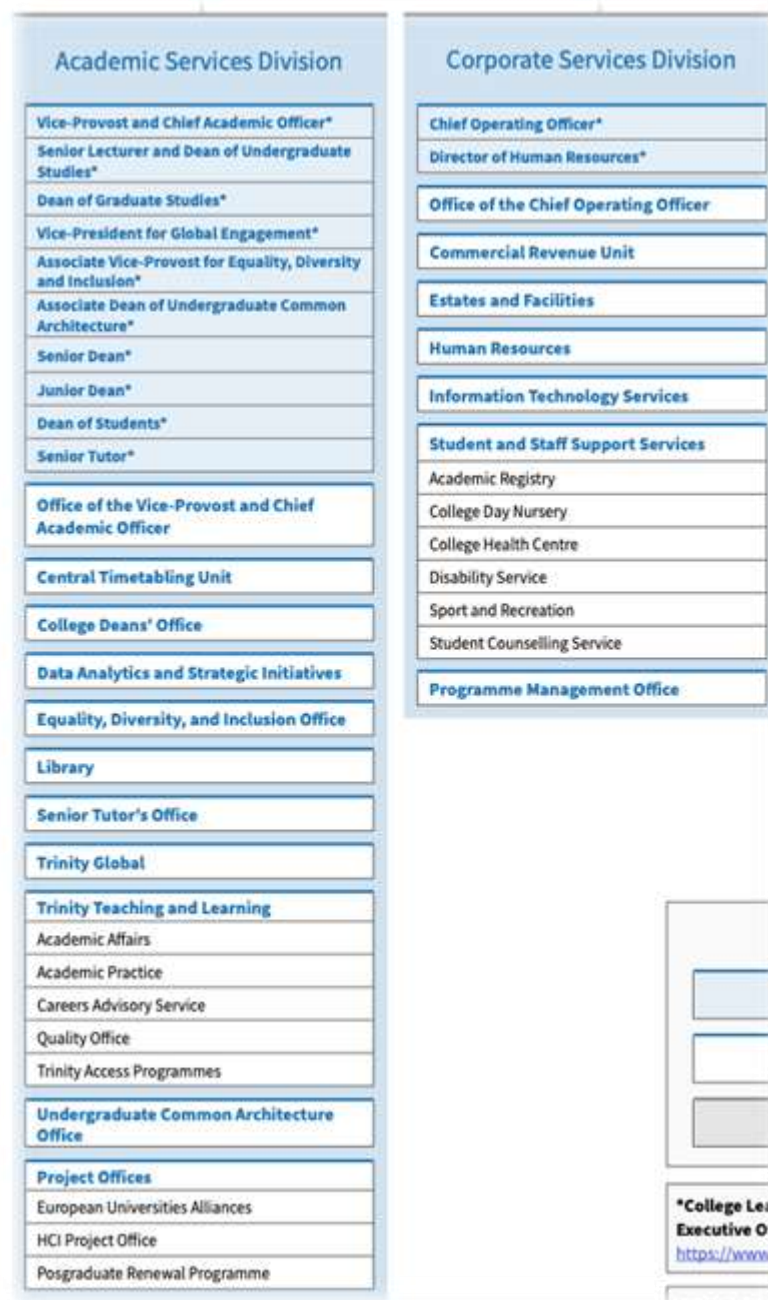 Academic Services Division
Vice-Provost and Chief Academic Officer*
Senior Lecturer and Dean of Undergraduate
Studies*
Dean of Graduate Studies*
Vice-President for Global Engagement*
Associate Vice-Provost for Equality, Diversity
and Inclusion*
Associate Dean of Undergraduate Common
Architecture*
Senior Dean*
Junior Dean*
Dean of Students*
Senior Tutor*
Office of the Vice-Provost and Chief
Academic Officer
Central Timetabling Unit
College Deans' Office
Data Analytics and Strategic Initiatives
Equality, Diversity, and Inclusion Office
Library
Senior Tutor's Office
Trinity Global
Trinity Teaching and Learning
Academic Affairs
Academic Practice
Careers Advisory Service
Quality Office
Trinity Access Programmes
Undergraduate Common Architecture
Office
Project Offices
European Universities Alliances
HCI Project Office
Posgraduate Renewal Programme
Corporate Services Division
Chief Operating Officer*
Director of Human Resources*
Office of the Chief Operating Officer
Commercial Revenue Unit
Estates and Facilities
Human Resources
Information Technology Services
Student and Staff Support Services
Academic Registry
College Day Nursery
College Health Centre
Disability Service
Sport and Recreation
Student Counselling Service
Programme Management Office
*College Lea
Executive O
https://www